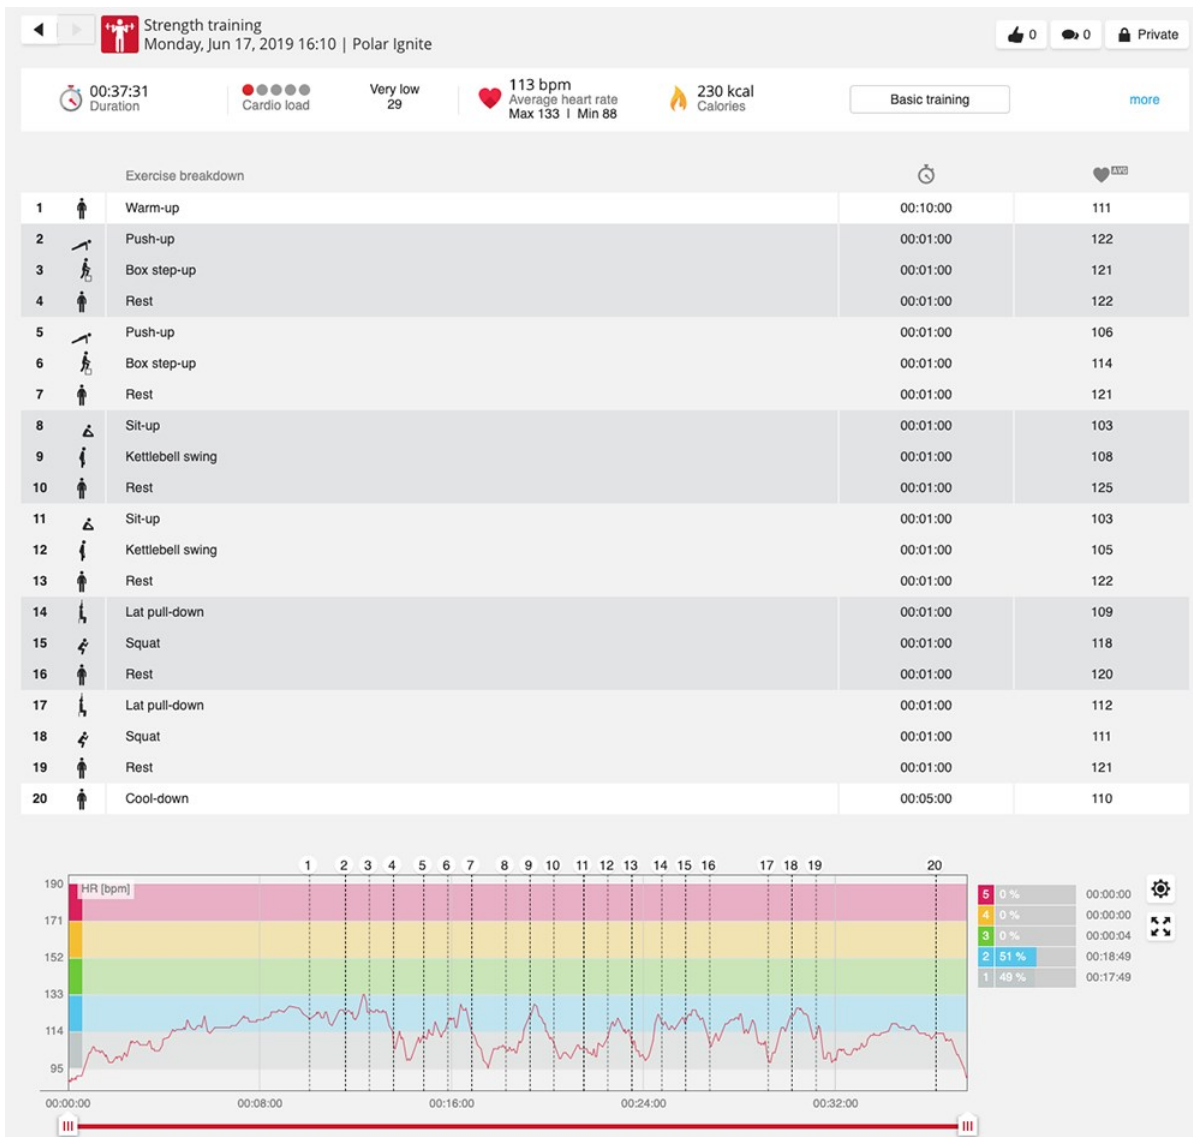 Strength training
Monday, Jun 17, 2019 16:10 | Polar Ignite
0 0 Private
00:37:31
Duration
Cardio load
Very low
29
113 bpm
Average heart rate
Max 133 | Min 88
230 kcal
Calories
Basic training
more
Exercise breakdown AVG
1 Warm-up 00:10:00 111
2 Push-up 00:01:00 122
3 Box step-up 00:01:00 121
4 Rest 00:01:00 122
5 Push-up 00:01:00 106
6 Box step-up 00:01:00 114
7 Rest 00:01:00 121
8 Sit-up 00:01:00 103
9 Kettlebell swing 00:01:00 108
10 Rest 00:01:00 125
11 Sit-up 00:01:00 103
12 Kettlebell swing 00:01:00 105
13 Rest 00:01:00 122
14 Lat pull-down 00:01:00 109
15 Squat 00:01:00 118
16 Rest 00:01:00 120
17 Lat pull-down 00:01:00 112
18 Squat 00:01:00 111
19 Rest 00:01:00 121
20 Cool-down 00:05:00 110
1 2 3 4 5 6 7 8 9 10 11 12 13 14 15 16 17 18 19 20
HR [bpm]
190
171
152
133
114
95
00:00:00 00:08:00 00:16:00 00:24:00 00:32:00
5 0 % 00:00:00
4 0 % 00:00:00
3 0 % 00:00:04
2 51 % 00:18:49
1 49 % 00:17:49